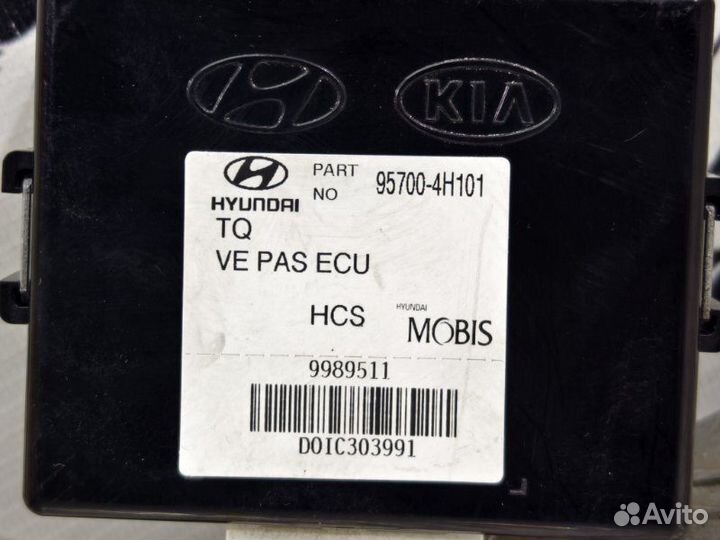 KIA
HYUNDAI
PART NO 95700-4H101
TQ
VE PAS ECU
HCS
HYUNDAI MOBIS
9989511
D0IC303991
Avito